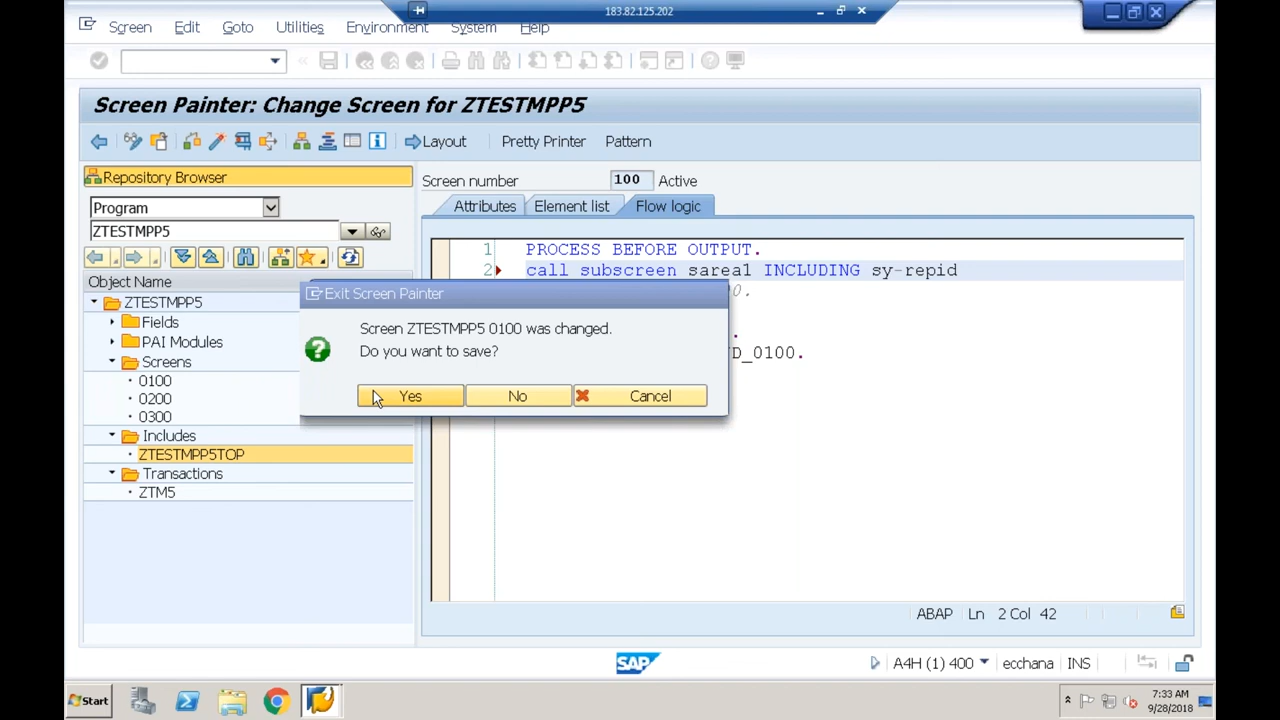 183.82.125.202
Screen Edit Goto Utilities Environment System Help
Screen Painter: Change Screen for ZTESTMPP5
Layout Pretty Printer Pattern
Repository Browser
Screen number 100 Active
Program
Attributes Element list Flow logic
ZTESTMPP5
1 PROCESS BEFORE OUTPUT.
2 call subscreen sarea1 INCLUDING sy-repid
0.
.
D_0100.
Object Name
ZTESTMPP5
Fields
PAI Modules
Screens
0100
0200
0300
Includes
ZTESTMPP5TOP
Transactions
ZTM5
Exit Screen Painter
Screen ZTESTMPP5 0100 was changed.
Do you want to save?
Yes No Cancel
ABAP Ln 2 Col 42
SAP A4H (1) 400 ecchana INS
Start 7:33 AM
9/28/2018